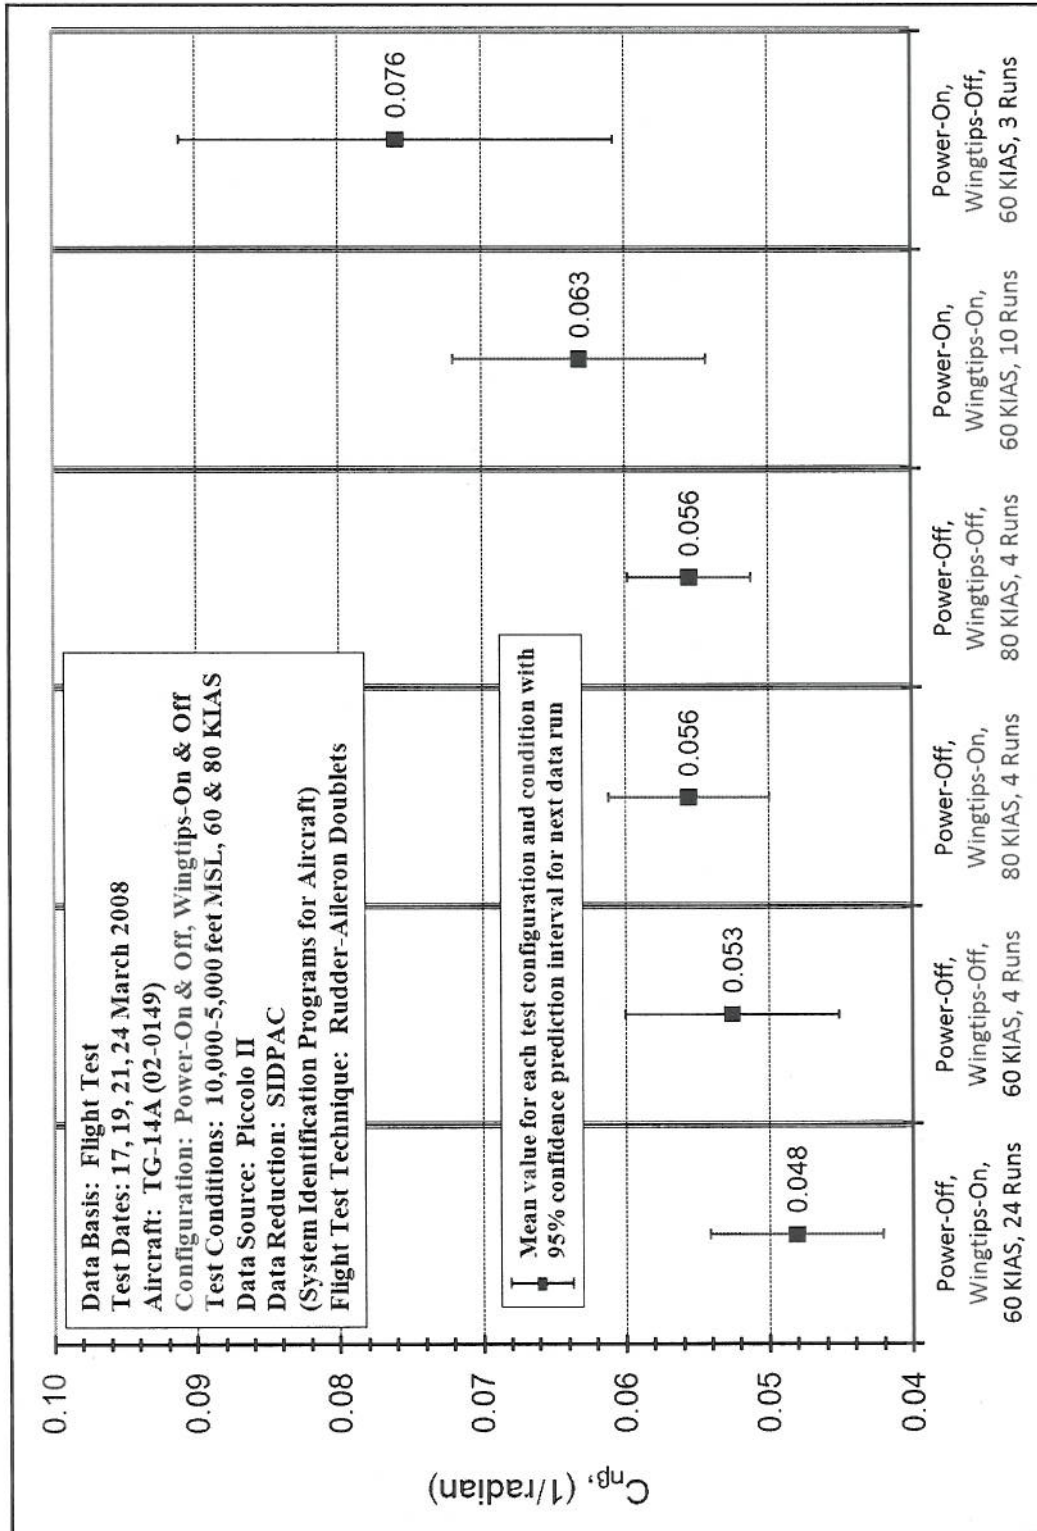 Data Basis: Flight Test
Test Dates: 17, 19, 21, 24 March 2008
Aircraft: TG-14A (02-0149)
Configuration: Power-On & Off, Wingtips-On & Off
Test Conditions: 10,000-5,000 feet MSL, 60 & 80 KIAS
Data Source: Piccolo II
Data Reduction: SIDPAC
(System Identification Programs for Aircraft)
Flight Test Technique: Rudder-Aileron Doublets
Mean value for each test configuration and condition with
95% confidence prediction interval for next data run
Cnβ, (1/radian)
0.10
0.09
0.08
0.07
0.06
0.05
0.04
0.048
0.053
0.056
0.056
0.063
0.076
Power-Off,
Wingtips-On,
60 KIAS, 24 Runs
Power-Off,
Wingtips-Off,
60 KIAS, 4 Runs
Power-Off,
Wingtips-On,
80 KIAS, 4 Runs
Power-Off,
Wingtips-Off,
80 KIAS, 4 Runs
Power-On,
Wingtips-On,
60 KIAS, 10 Runs
Power-On,
Wingtips-Off,
60 KIAS, 3 Runs